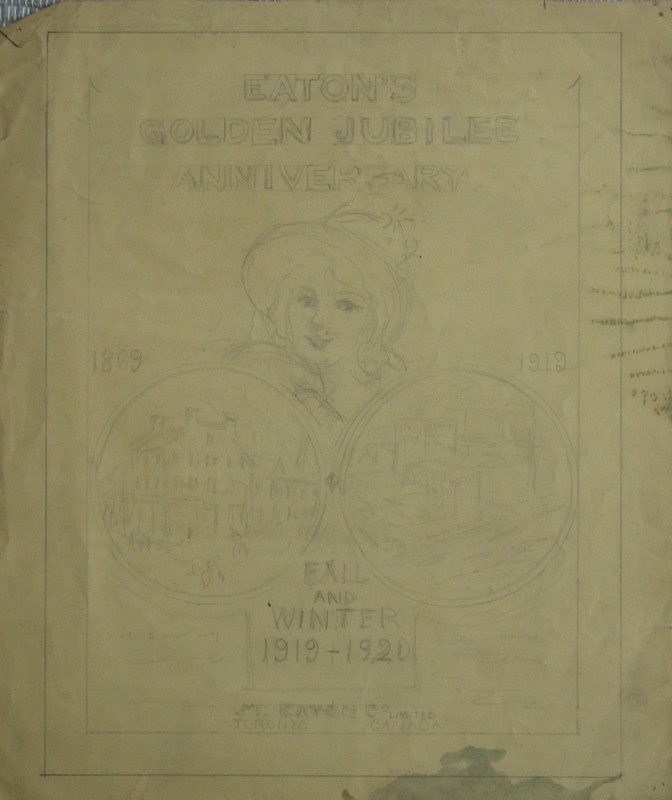 EATON'S
GOLDEN JUBILEE
ANNIVERSARY
1869 1919
FALL
AND
WINTER
1919-1920
T. EATON CO LIMITED
TORONTO CANADA